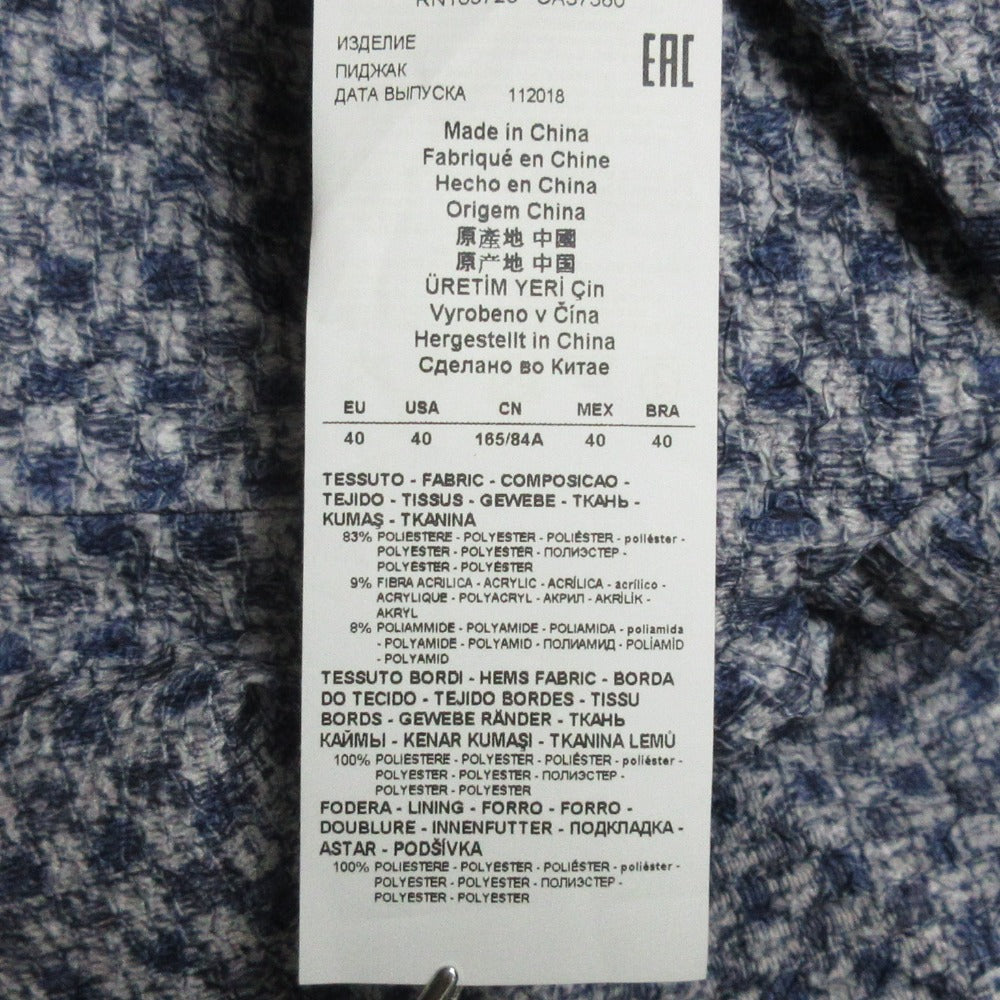 ИЗДЕЛИЕ
EAC
ПИДЖАК
ДАТА ВЫПУСКА 112018
Made in China
Fabriqué en Chine
Hecho en China
Origem China
原產地 中國
原产地 中国
ÜRETİM YERİ Çin
Vyrobeno v Čína
Hergestellt in China
Сделано во Китае
EU USA CN MEX BRA
40 40 165/84A 40 40
TESSUTO - FABRIC - COMPOSICAO -
TEJIDO - TISSUS - GEWEBE - ТКАНЬ -
KUMAŞ - TKANINA
83% POLIESTERE - POLYESTER - POLIÉSTER - poliéster -
POLYESTER - POLYESTER - ПОЛИЭСТЕР -
POLYESTER - POLYESTER
9% FIBRA ACRILICA - ACRYLIC - ACRÍLICA - acrílico -
ACRYLIQUE - POLYACRYL - АКРИЛ - AKRİLİK -
AKRYL
8% POLIAMMIDE - POLYAMIDE - POLIAMIDA - poliamida
- POLYAMIDE - POLYAMID - ПОЛИАМИД - POLİAMİD
- POLYAMID
TESSUTO BORDI - HEMS FABRIC - BORDA
DO TECIDO - TEJIDO BORDES - TISSU
BORDS - GEWEBE RÄNDER - ТКАНЬ
КАЙМЫ - KENAR KUMAŞI - TKANINA LEMŮ
100% POLIESTERE - POLYESTER - POLIÉSTER - poliéster -
POLYESTER - POLYESTER - ПОЛИЭСТЕР -
POLYESTER - POLYESTER
FODERA - LINING - FORRO - FORRO -
DOUBLURE - INNENFUTTER - ПОДКЛАДКА -
ASTAR - PODŠÍVKA
100% POLIESTERE - POLYESTER - POLIÉSTER - poliéster -
POLYESTER - POLYESTER - ПОЛИЭСТЕР -
POLYESTER - POLYESTER